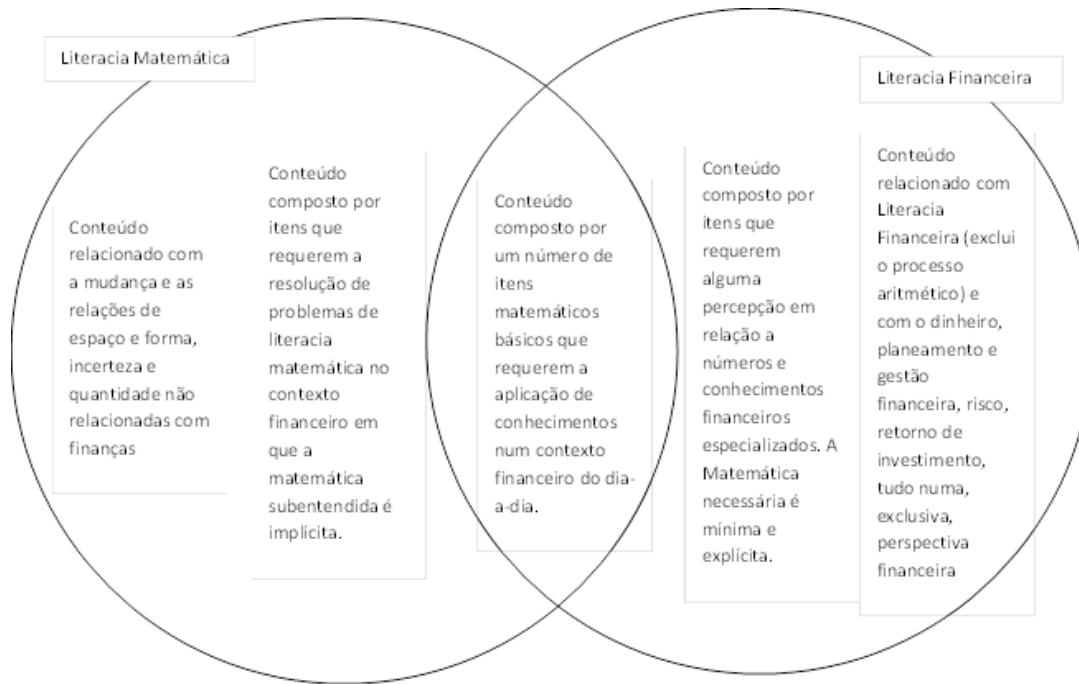 Literacia Matemática
Literacia Financeira
Conteúdo
relacionado com
a mudança e as
relações de
espaço e forma,
incerteza e
quantidade não
relacionadas com
finanças
Conteúdo
composto por
itens que
requerem a
resolução de
problemas de
literacia
matemática no
contexto
financeiro em
que a
matemática
subentendida é
implícita.
Conteúdo
composto por
um número de
itens
matemáticos
básicos que
requerem a
aplicação de
conhecimentos
num contexto
financeiro do dia-
a-dia.
Conteúdo
composto por
itens que
requerem
alguma
percepção em
relação a
números e
conhecimentos
financeiros
especializados. A
Matemática
necessária é
mínima e
explícita.
Conteúdo
relacionado com
Literacia
Financeira (exclui
o processo
aritmético) e
com o dinheiro,
planeamento e
gestão
financeira, risco,
retorno de
investimento,
tudo numa,
exclusiva,
perspectiva
financeira